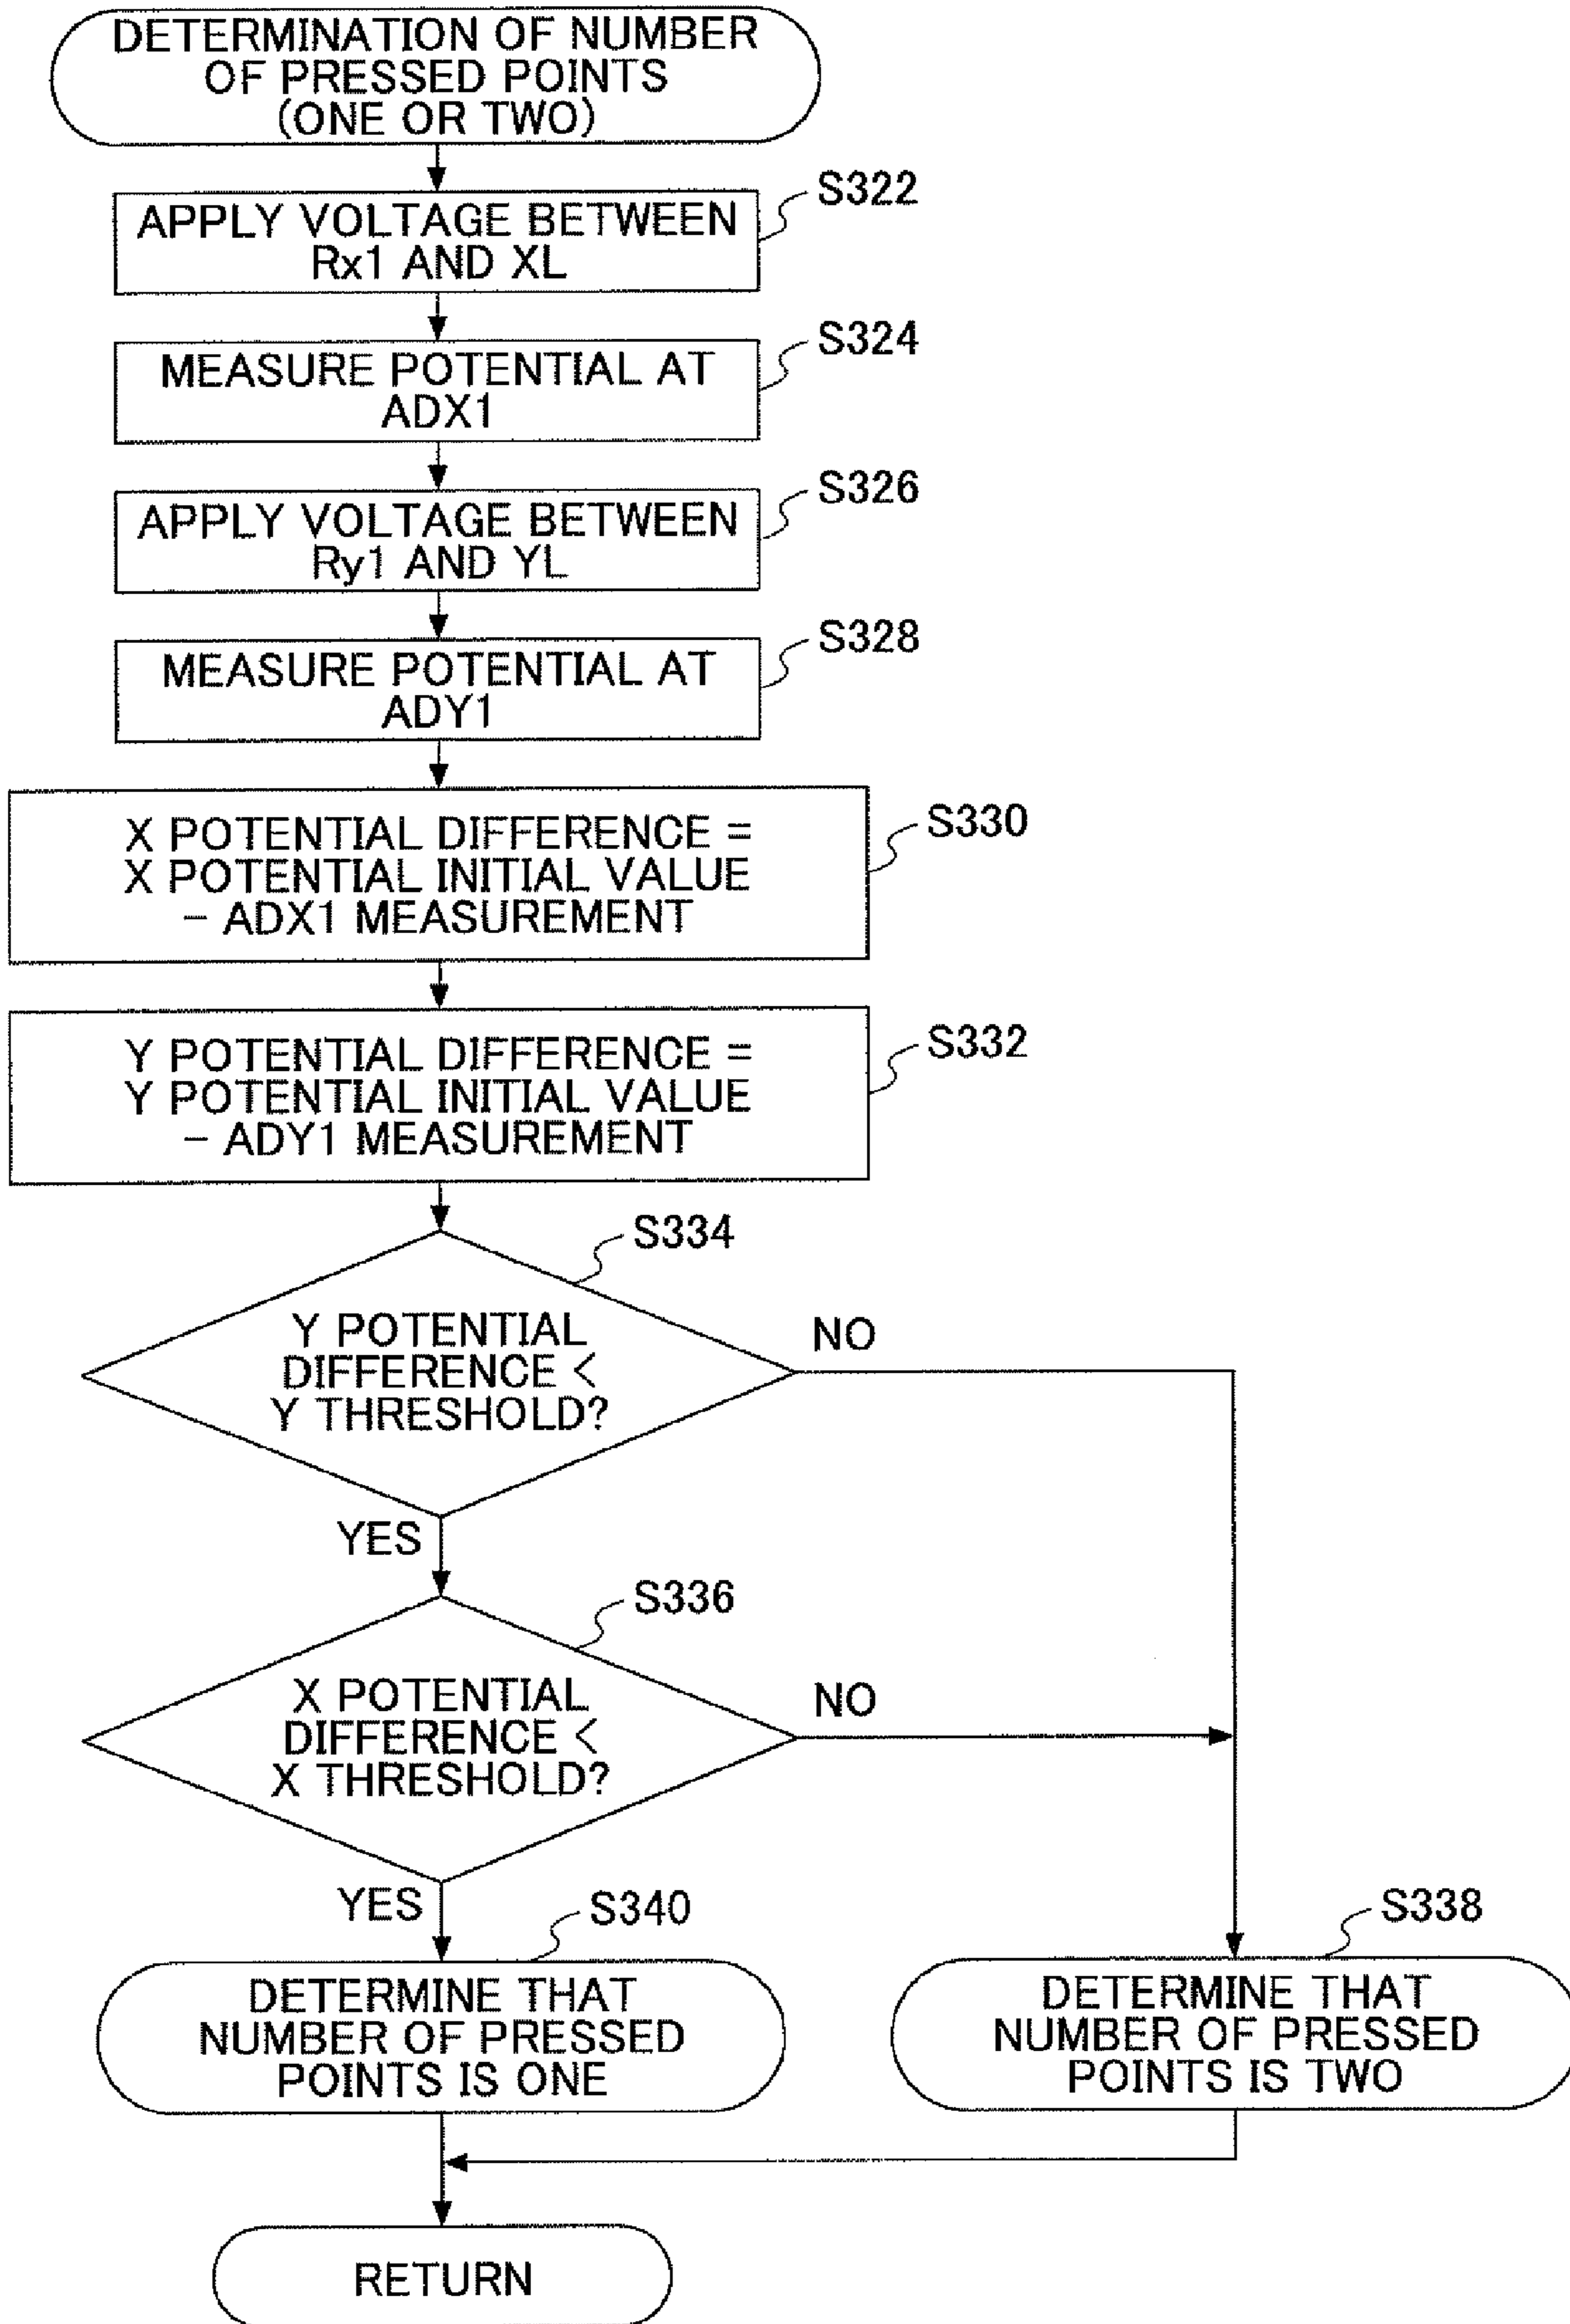 DETERMINATION OF NUMBER
OF PRESSED POINTS
(ONE OR TWO)
S322
APPLY VOLTAGE BETWEEN
Rx1 AND XL
S324
MEASURE POTENTIAL AT
ADX1
S326
APPLY VOLTAGE BETWEEN
Ry1 AND YL
S328
MEASURE POTENTIAL AT
ADY1
S330
X POTENTIAL DIFFERENCE =
X POTENTIAL INITIAL VALUE
- ADX1 MEASUREMENT
S332
Y POTENTIAL DIFFERENCE =
Y POTENTIAL INITIAL VALUE
- ADY1 MEASUREMENT
S334
Y POTENTIAL
DIFFERENCE <
Y THRESHOLD?
NO
YES
S336
X POTENTIAL
DIFFERENCE <
X THRESHOLD?
NO
YES
S340
DETERMINE THAT
NUMBER OF PRESSED
POINTS IS ONE
S338
DETERMINE THAT
NUMBER OF PRESSED
POINTS IS TWO
RETURN